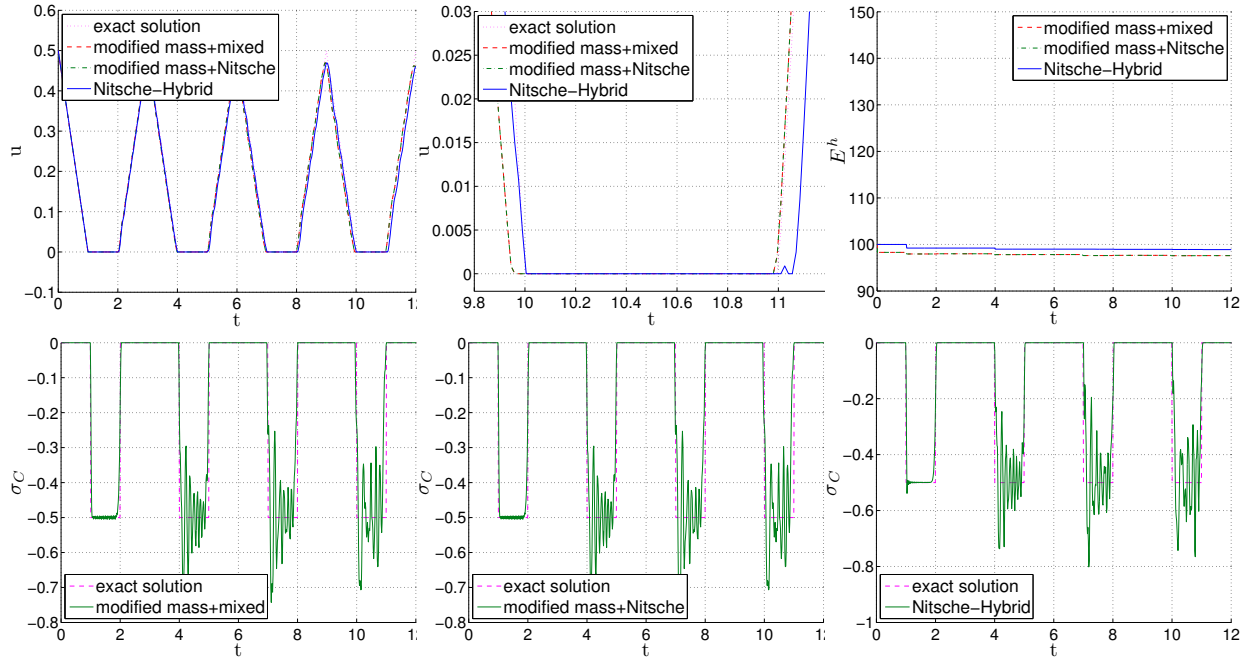 0.6
0.5
0.4
0.3
0.2
0.1
0
−0.1
u
exact solution
modified mass+mixed
modified mass+Nitsche
Nitsche−Hybrid
0 2 4 6 8 10 12
t
0.03
0.025
0.02
0.015
0.01
0.005
0
u
exact solution
modified mass+mixed
modified mass+Nitsche
Nitsche−Hybrid
9.8 10 10.2 10.4 10.6 10.8 11
t
150
140
130
120
110
100
90
E^h
modified mass+mixed
modified mass+Nitsche
Nitsche−Hybrid
0 2 4 6 8 10 12
t
0
−0.1
−0.2
−0.3
−0.4
−0.5
−0.6
−0.7
−0.8
σ_C
exact solution
modified mass+mixed
0 2 4 6 8 10 12
t
0
−0.1
−0.2
−0.3
−0.4
−0.5
−0.6
−0.7
−0.8
σ_C
exact solution
modified mass+Nitsche
0 2 4 6 8 10 12
t
0
−0.2
−0.4
−0.6
−0.8
−1
σ_C
exact solution
Nitsche−Hybrid
0 2 4 6 8 10 12
t